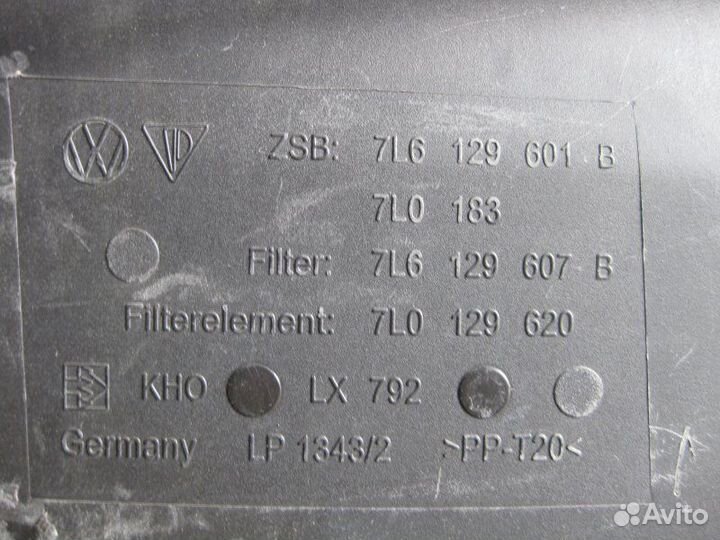 ZSB: 7L6 129 601 B
7L0 183
Filter: 7L6 129 607 B
Filterelement: 7L0 129 620
KHO LX 792
Germany LP 1343/2 >PP-T20<
Avito